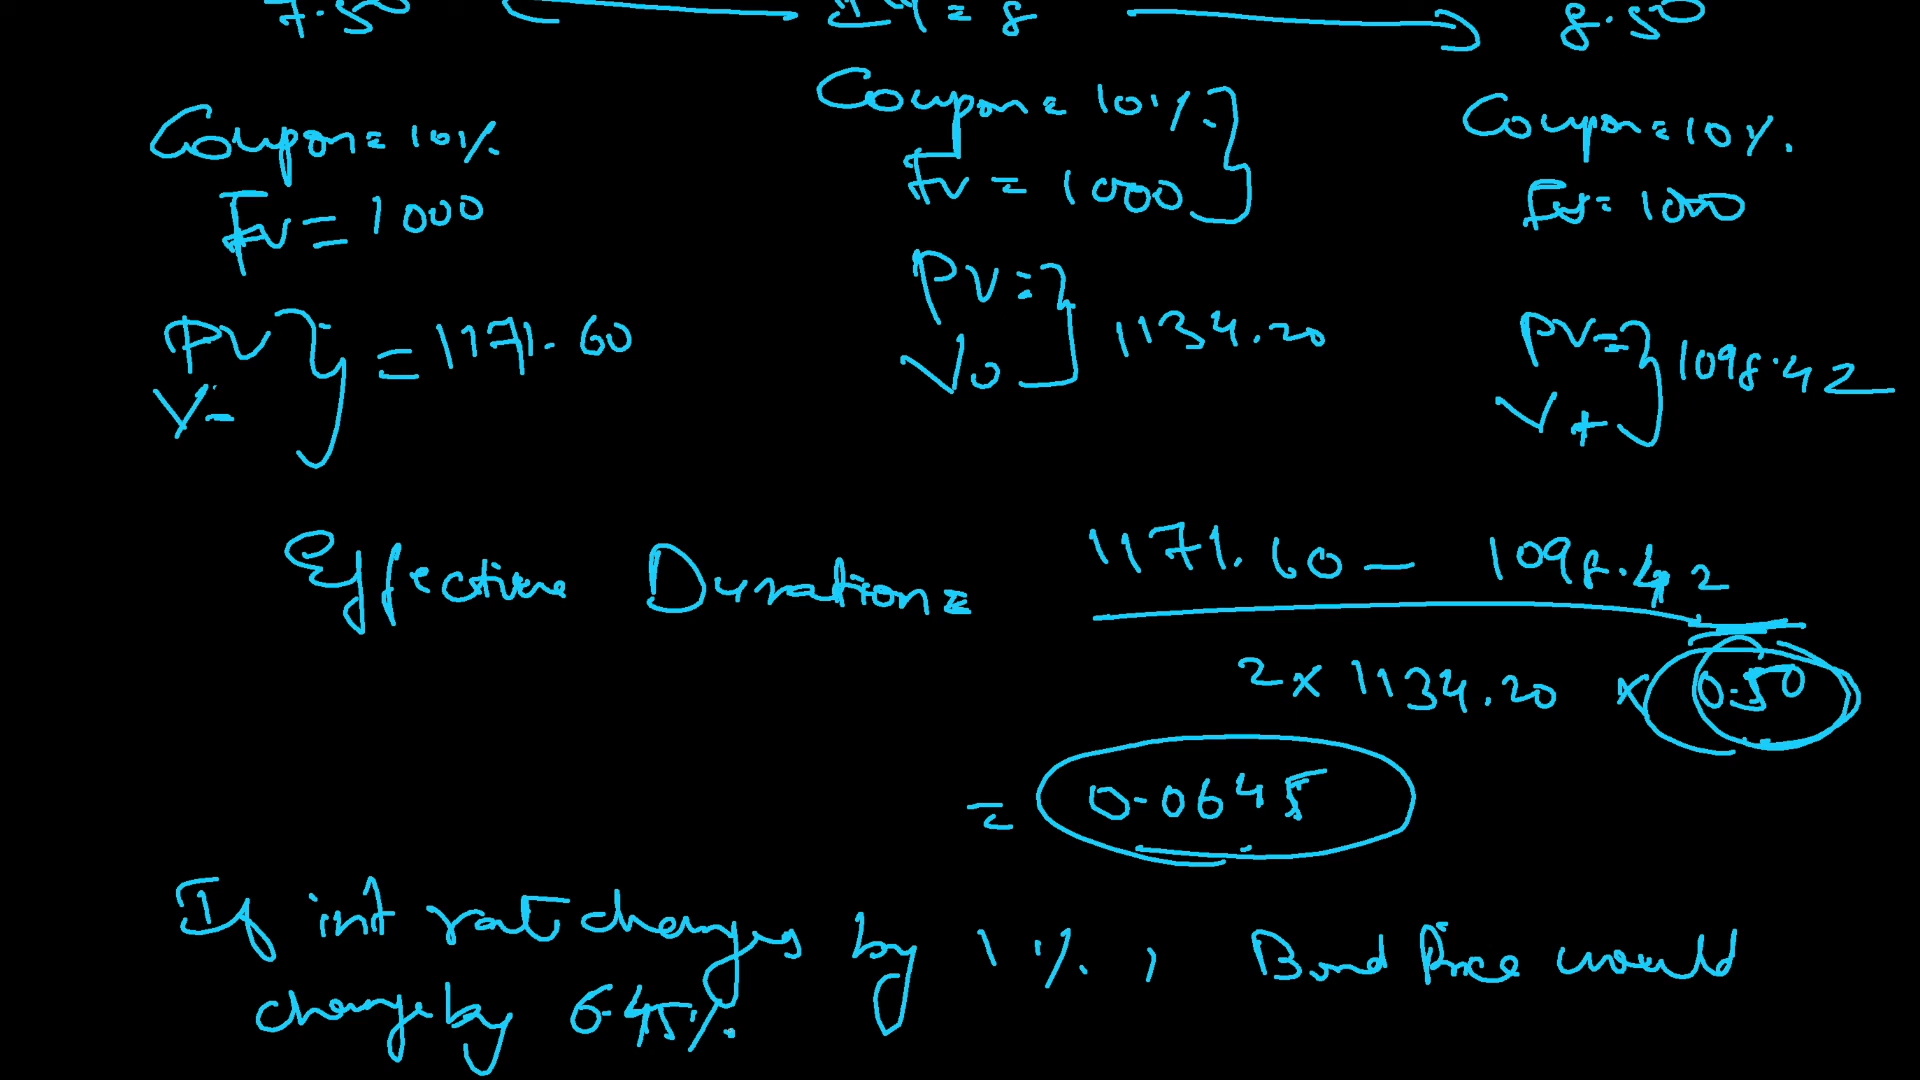 7.50 = 8 8.50
Coupon = 10%. Coupon = 10%. Coupon = 10%.
FV = 1000 FV = 1000 FV = 1000
PV = 1171.60 PV = 1134.20 PV = 1098.42
V- V0 V+
Effective Duration = 1171.60 - 1098.42
2 x 1134.20 x 0.50
= 0.0645
If int rat changes by 1%, Bond Price would
change by 6.45%.